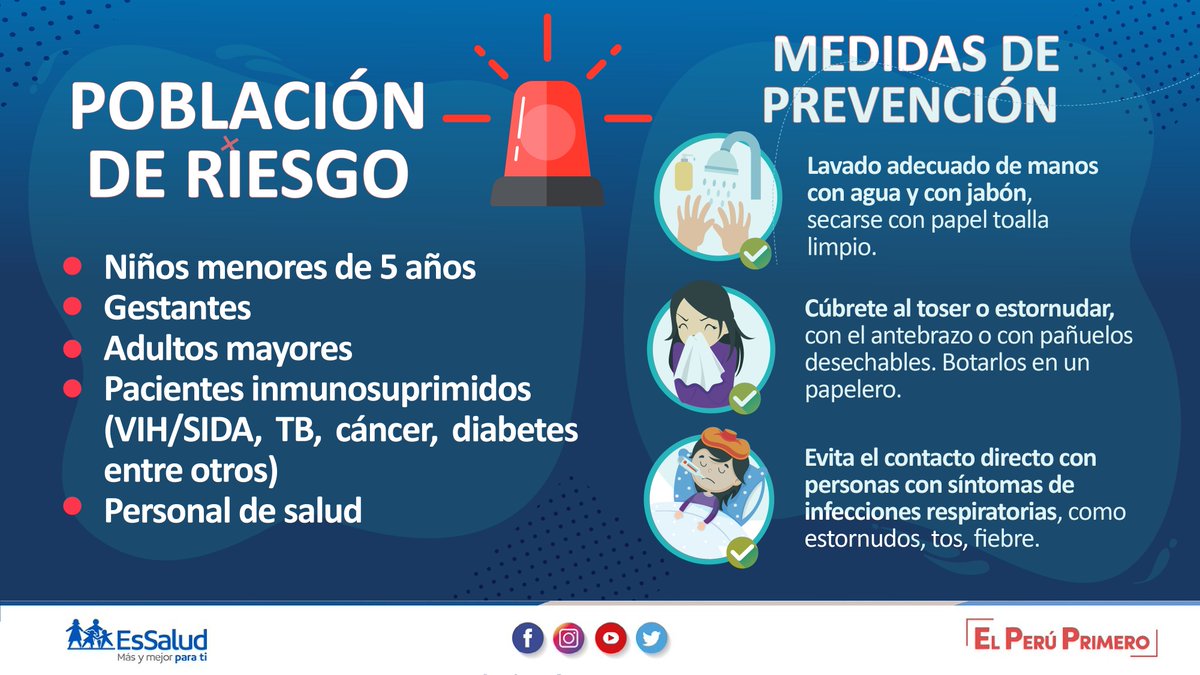 POBLACIÓN
DE RIESGO
Niños menores de 5 años
Gestantes
Adultos mayores
Pacientes inmunosuprimidos
(VIH/SIDA, TB, cáncer, diabetes
entre otros)
Personal de salud
MEDIDAS DE
PREVENCIÓN
Lavado adecuado de manos
con agua y con jabón,
secarse con papel toalla
limpio.
Cúbrete al toser o estornudar,
con el antebrazo o con pañuelos
desechables. Botarlos en un
papelero.
Evita el contacto directo con
personas con síntomas de
infecciones respiratorias, como
estornudos, tos, fiebre.
EsSalud
Más y mejor para ti
EL PERÚ PRIMERO